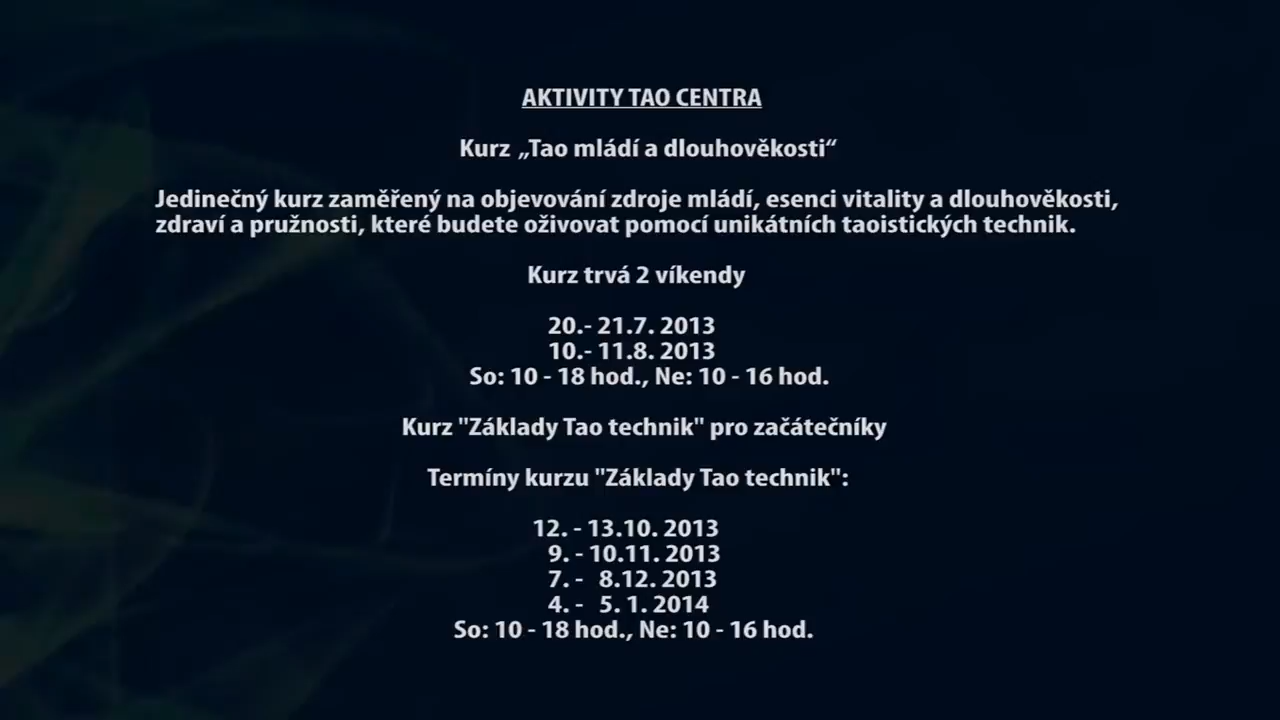 AKTIVITY TAO CENTRA
Kurz „Tao mládí a dlouhověkosti“
Jedinečný kurz zaměřený na objevování zdroje mládí, esenci vitality a dlouhověkosti,
zdraví a pružnosti, které budete oživovat pomocí unikátních taoistických technik.
Kurz trvá 2 víkendy
20.- 21.7. 2013
10.- 11.8. 2013
So: 10 - 18 hod., Ne: 10 - 16 hod.
Kurz "Základy Tao technik" pro začátečníky
Termíny kurzu "Základy Tao technik":
12. - 13.10. 2013
9. - 10.11. 2013
7. - 8.12. 2013
4. - 5. 1. 2014
So: 10 - 18 hod., Ne: 10 - 16 hod.